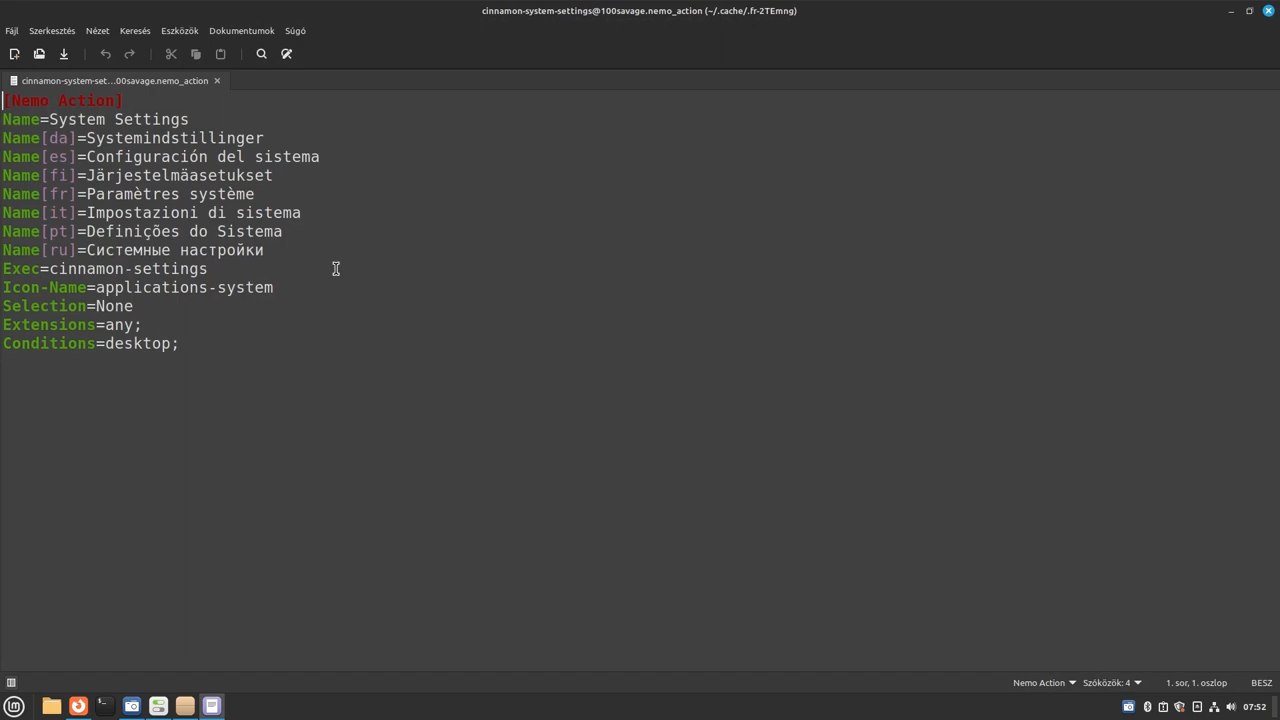 cinnamon-system-settings@100savage.nemo_action (~/.cache/.fr-2TEmng)
Fájl Szerkesztés Nézet Keresés Eszközök Dokumentumok Súgó
cinnamon-system-set...00savage.nemo_action
[Nemo Action]
Name=System Settings
Name[da]=Systemindstillinger
Name[es]=Configuración del sistema
Name[fi]=Järjestelmäasetukset
Name[fr]=Paramètres système
Name[it]=Impostazioni di sistema
Name[pt]=Definições do Sistema
Name[ru]=Системные настройки
Exec=cinnamon-settings
Icon-Name=applications-system
Selection=None
Extensions=any;
Conditions=desktop;
Nemo Action Szóközök: 4 1. sor, 1. oszlop BESZ
07:52